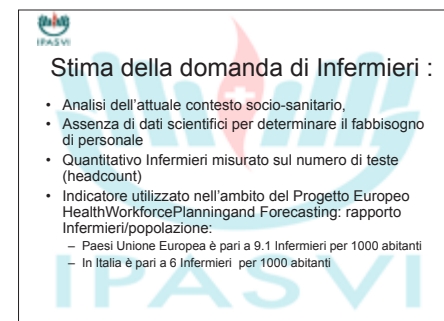 IPASVI
Stima della domanda di Infermieri :
• Analisi dell'attuale contesto socio-sanitario,
• Assenza di dati scientifici per determinare il fabbisogno
di personale
• Quantitativo Infermieri misurato sul numero di teste
(headcount)
• Indicatore utilizzato nell'ambito del Progetto Europeo
HealthWorkforcePlanningand Forecasting: rapporto
Infermieri/popolazione:
– Paesi Unione Europea è pari a 9.1 Infermieri per 1000 abitanti
– In Italia è pari a 6 Infermieri per 1000 abitanti
IPASVI